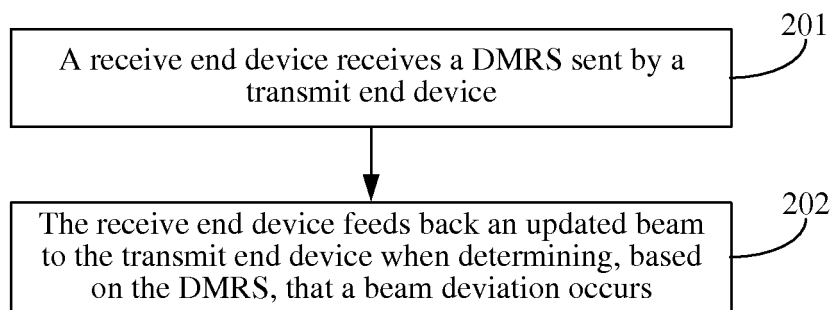 201
A receive end device receives a DMRS sent by a
transmit end device
202
The receive end device feeds back an updated beam
to the transmit end device when determining, based
on the DMRS, that a beam deviation occurs